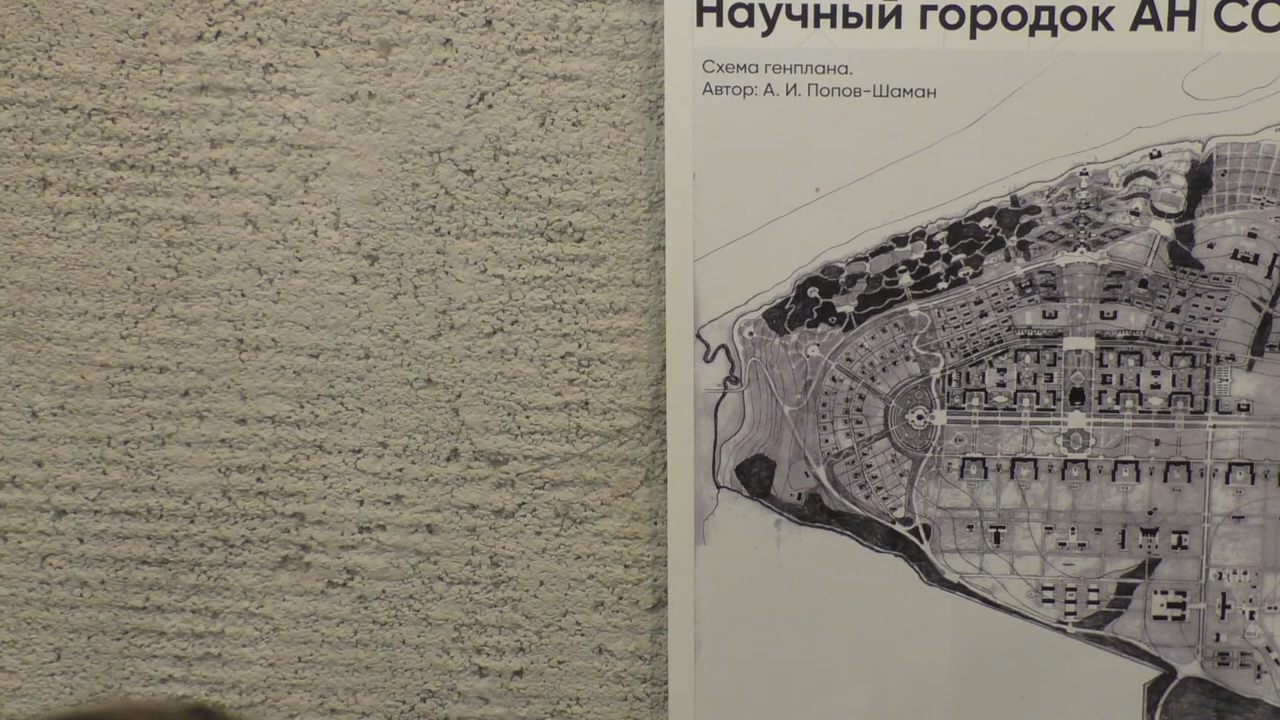 Научный городок АН СС
Схема генплана.
Автор: А. И. Попов-Шаман